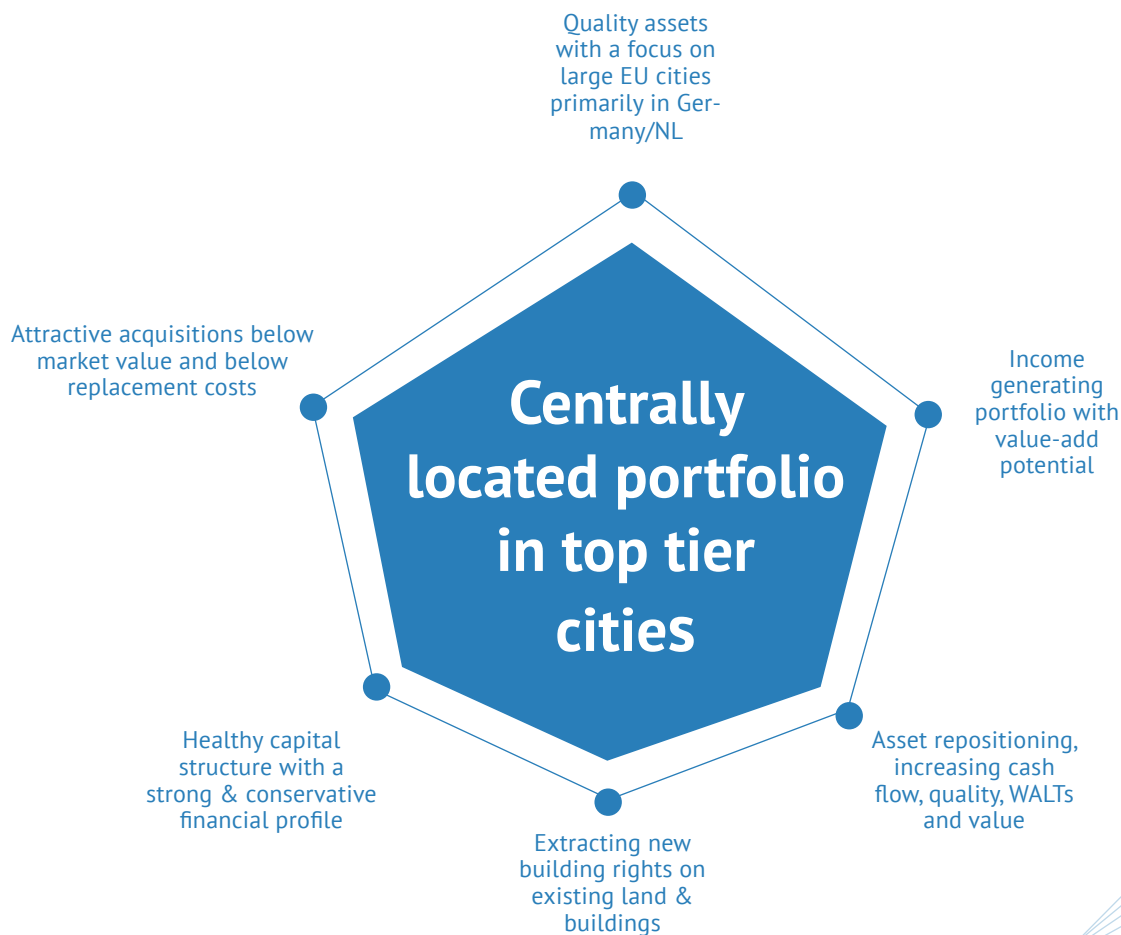 Quality assets
with a focus on
large EU cities
primarily in Ger-
many/NL
Attractive acquisitions below
market value and below
replacement costs
Income
generating
portfolio with
value-add
potential
Centrally
located portfolio
in top tier
cities
Healthy capital
structure with a
strong & conservative
financial profile
Asset repositioning,
increasing cash
flow, quality, WALTs
and value
Extracting new
building rights on
existing land &
buildings